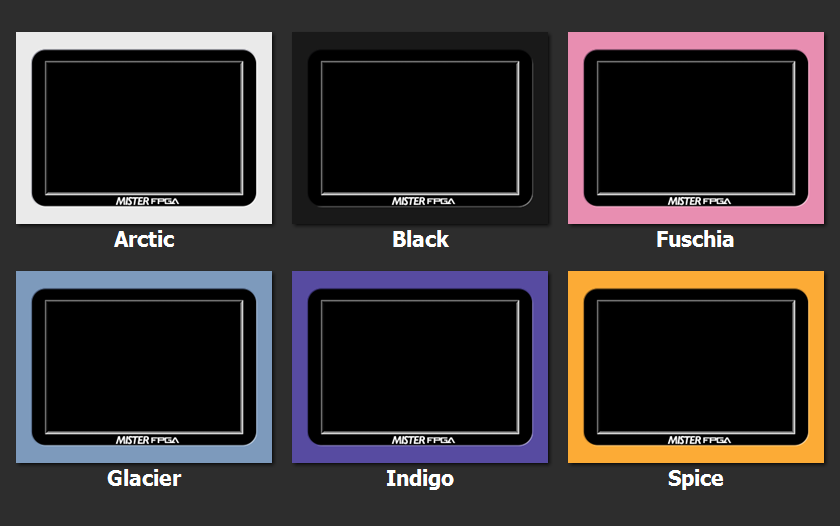 MISTER FPGA MISTER FPGA MISTER FPGA
Arctic Black Fuschia
MISTER FPGA MISTER FPGA MISTER FPGA
Glacier Indigo Spice